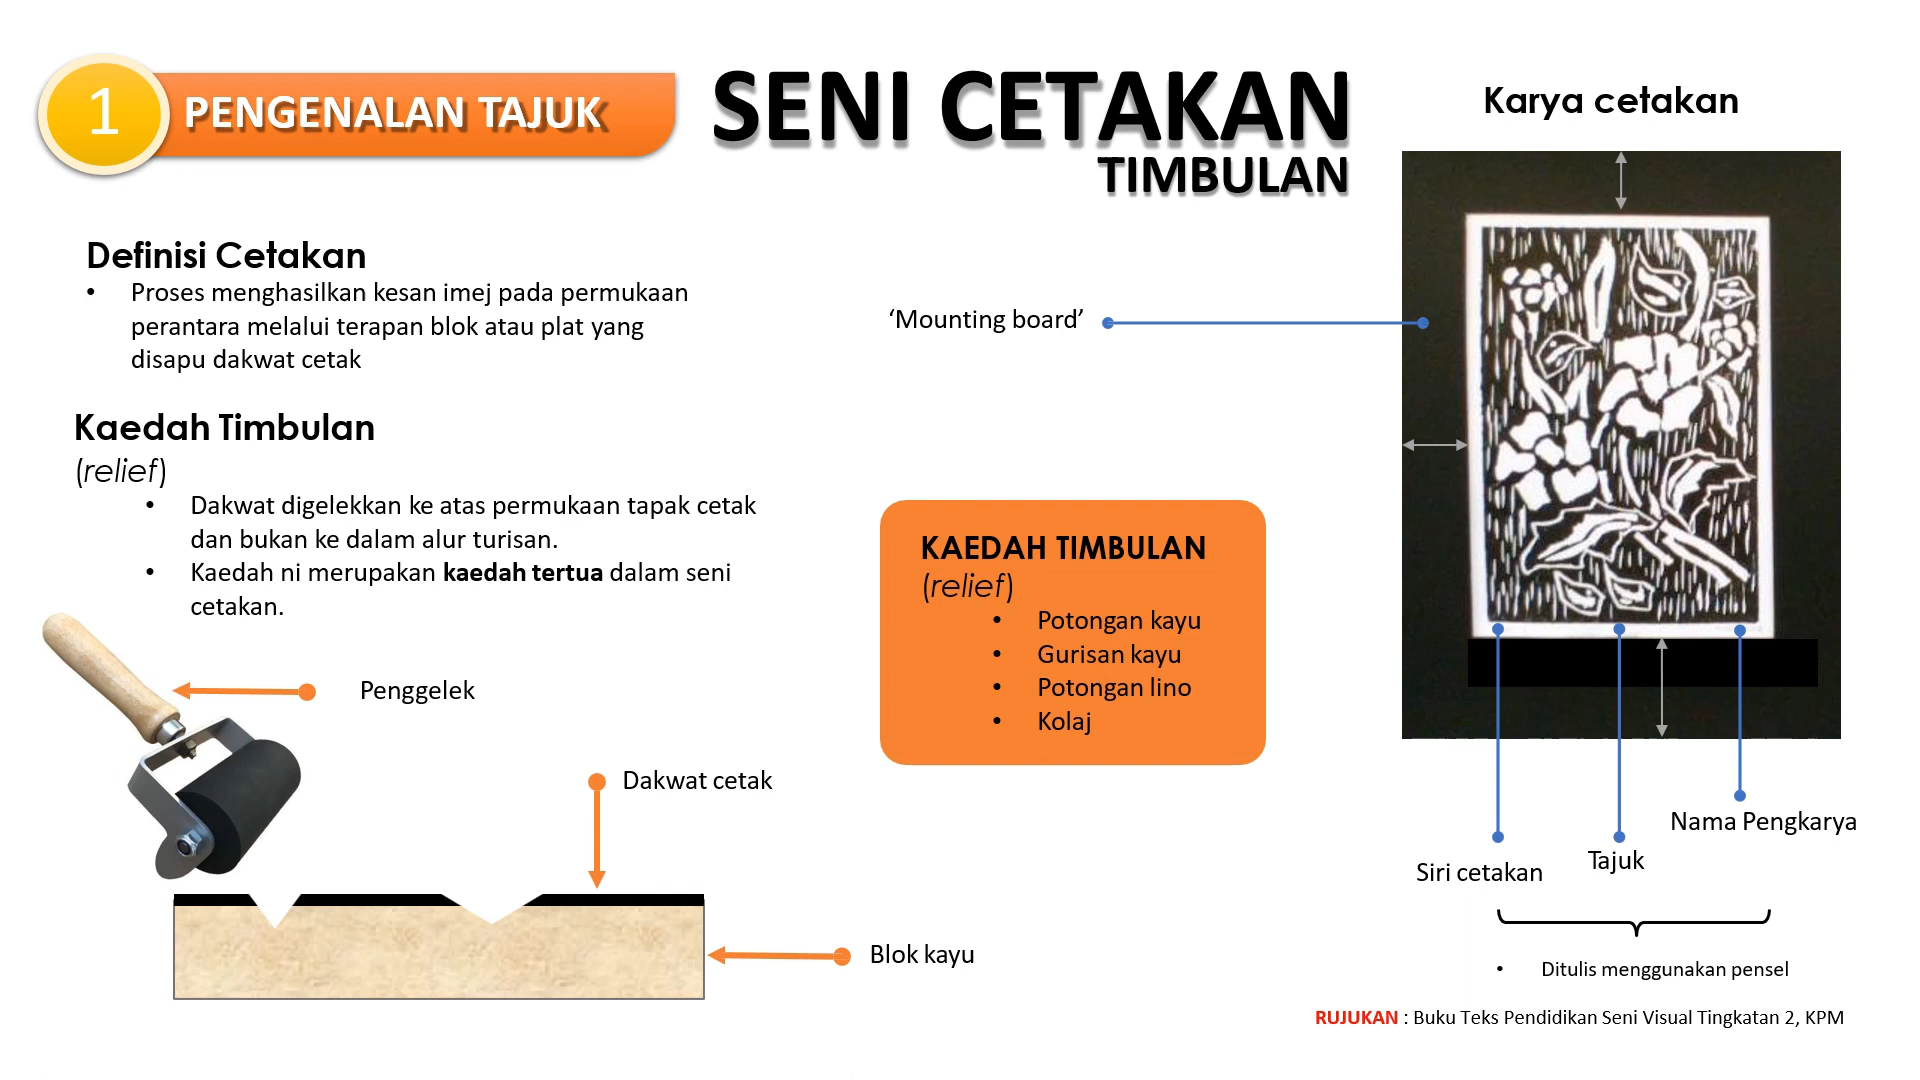 1
PENGENALAN TAJUK
SENI CETAKAN
TIMBULAN
Definisi Cetakan
• Proses menghasilkan kesan imej pada permukaan
perantara melalui terapan blok atau plat yang
disapu dakwat cetak
Kaedah Timbulan
(relief)
• Dakwat digelekkan ke atas permukaan tapak cetak
dan bukan ke dalam alur turisan.
• Kaedah ni merupakan kaedah tertua dalam seni
cetakan.
Penggelek
Dakwat cetak
Blok kayu
‘Mounting board’
KAEDAH TIMBULAN
(relief)
• Potongan kayu
• Gurisan kayu
• Potongan lino
• Kolaj
Karya cetakan
Nama Pengkarya
Tajuk
Siri cetakan
• Ditulis menggunakan pensel
RUJUKAN : Buku Teks Pendidikan Seni Visual Tingkatan 2, KPM